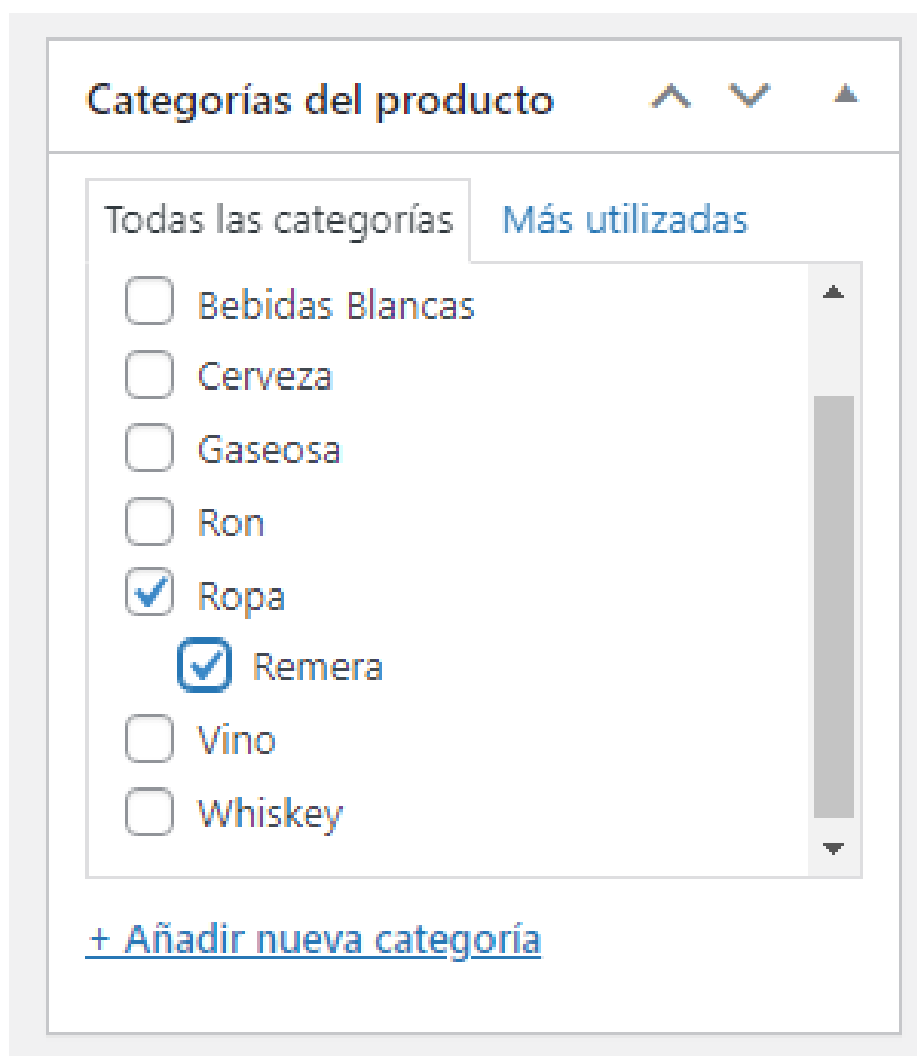 Categorías del producto
Todas las categorías
Más utilizadas
Bebidas Blancas
Cerveza
Gaseosa
Ron
Ropa
Remera
Vino
Whiskey
+ Añadir nueva categoría